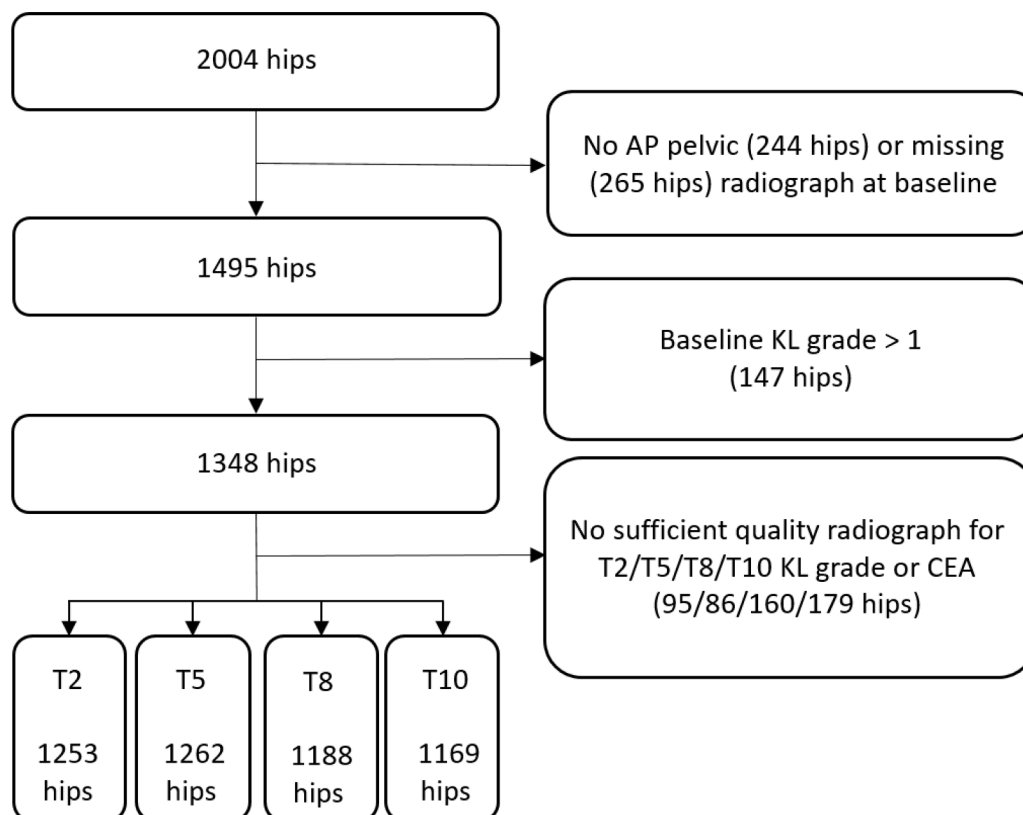 2004 hips
No AP pelvic (244 hips) or missing
(265 hips) radiograph at baseline
1495 hips
Baseline KL grade > 1
(147 hips)
1348 hips
No sufficient quality radiograph for
T2/T5/T8/T10 KL grade or CEA
(95/86/160/179 hips)
T2
1253
hips
T5
1262
hips
T8
1188
hips
T10
1169
hips